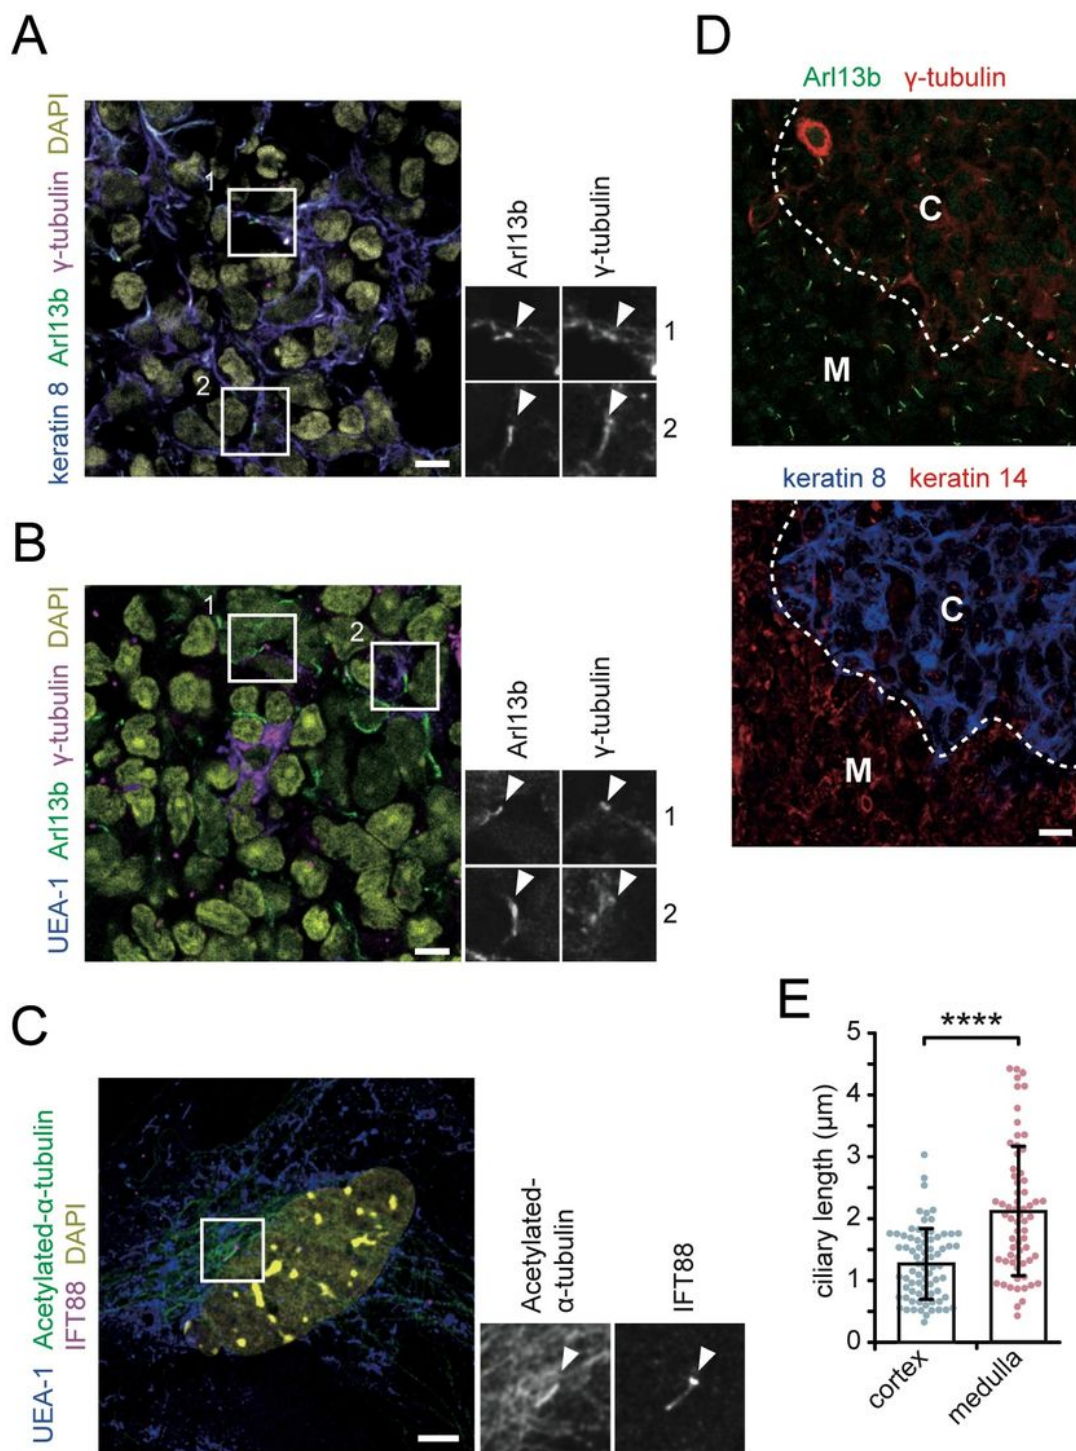 A
keratin 8 Arl13b γ-tubulin DAPI
1
2
Arl13b
γ-tubulin
1
2
B
UEA-1 Arl13b γ-tubulin DAPI
1
2
Arl13b
γ-tubulin
1
2
C
UEA-1 Acetylated-α-tubulin
IFT88 DAPI
Acetylated-
α-tubulin
IFT88
D
Arl13b γ-tubulin
C
M
keratin 8 keratin 14
C
M
E
****
ciliary length (μm)
5
4
3
2
1
0
cortex
medulla